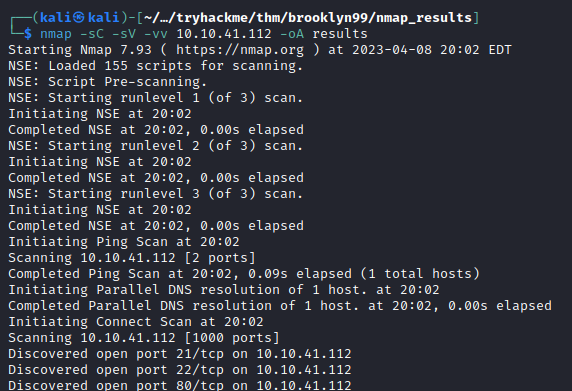 ┌──(kali㉿kali)-[~/…/tryhackme/thm/brooklyn99/nmap_results]
└─$ nmap -sC -sV -vv 10.10.41.112 -oA results
Starting Nmap 7.93 ( https://nmap.org ) at 2023-04-08 20:02 EDT
NSE: Loaded 155 scripts for scanning.
NSE: Script Pre-scanning.
NSE: Starting runlevel 1 (of 3) scan.
Initiating NSE at 20:02
Completed NSE at 20:02, 0.00s elapsed
NSE: Starting runlevel 2 (of 3) scan.
Initiating NSE at 20:02
Completed NSE at 20:02, 0.00s elapsed
NSE: Starting runlevel 3 (of 3) scan.
Initiating NSE at 20:02
Completed NSE at 20:02, 0.00s elapsed
Initiating Ping Scan at 20:02
Scanning 10.10.41.112 [2 ports]
Completed Ping Scan at 20:02, 0.09s elapsed (1 total hosts)
Initiating Parallel DNS resolution of 1 host. at 20:02
Completed Parallel DNS resolution of 1 host. at 20:02, 0.00s elapsed
Initiating Connect Scan at 20:02
Scanning 10.10.41.112 [1000 ports]
Discovered open port 21/tcp on 10.10.41.112
Discovered open port 22/tcp on 10.10.41.112
Discovered open port 80/tcp on 10.10.41.112